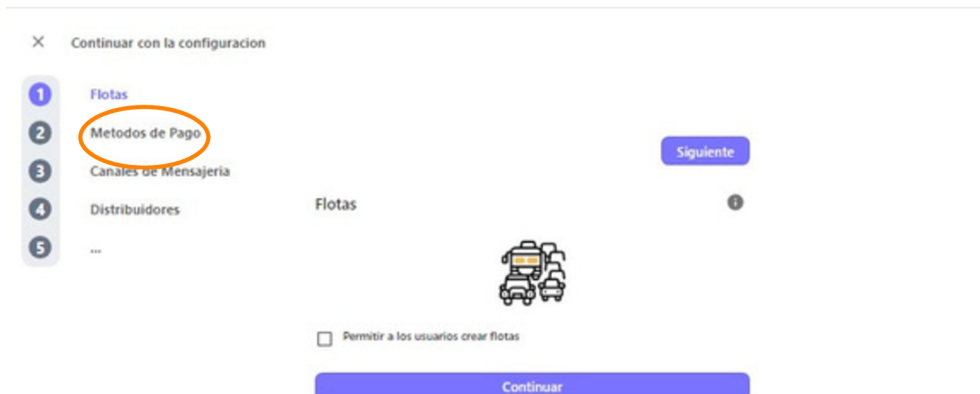 Continuar con la configuracion
1 Flotas
2 Metodos de Pago
3 Canales de Mensajeria
4 Distribuidores
5 ...
Siguiente
Flotas
Permitir a los usuarios crear flotas
Continuar